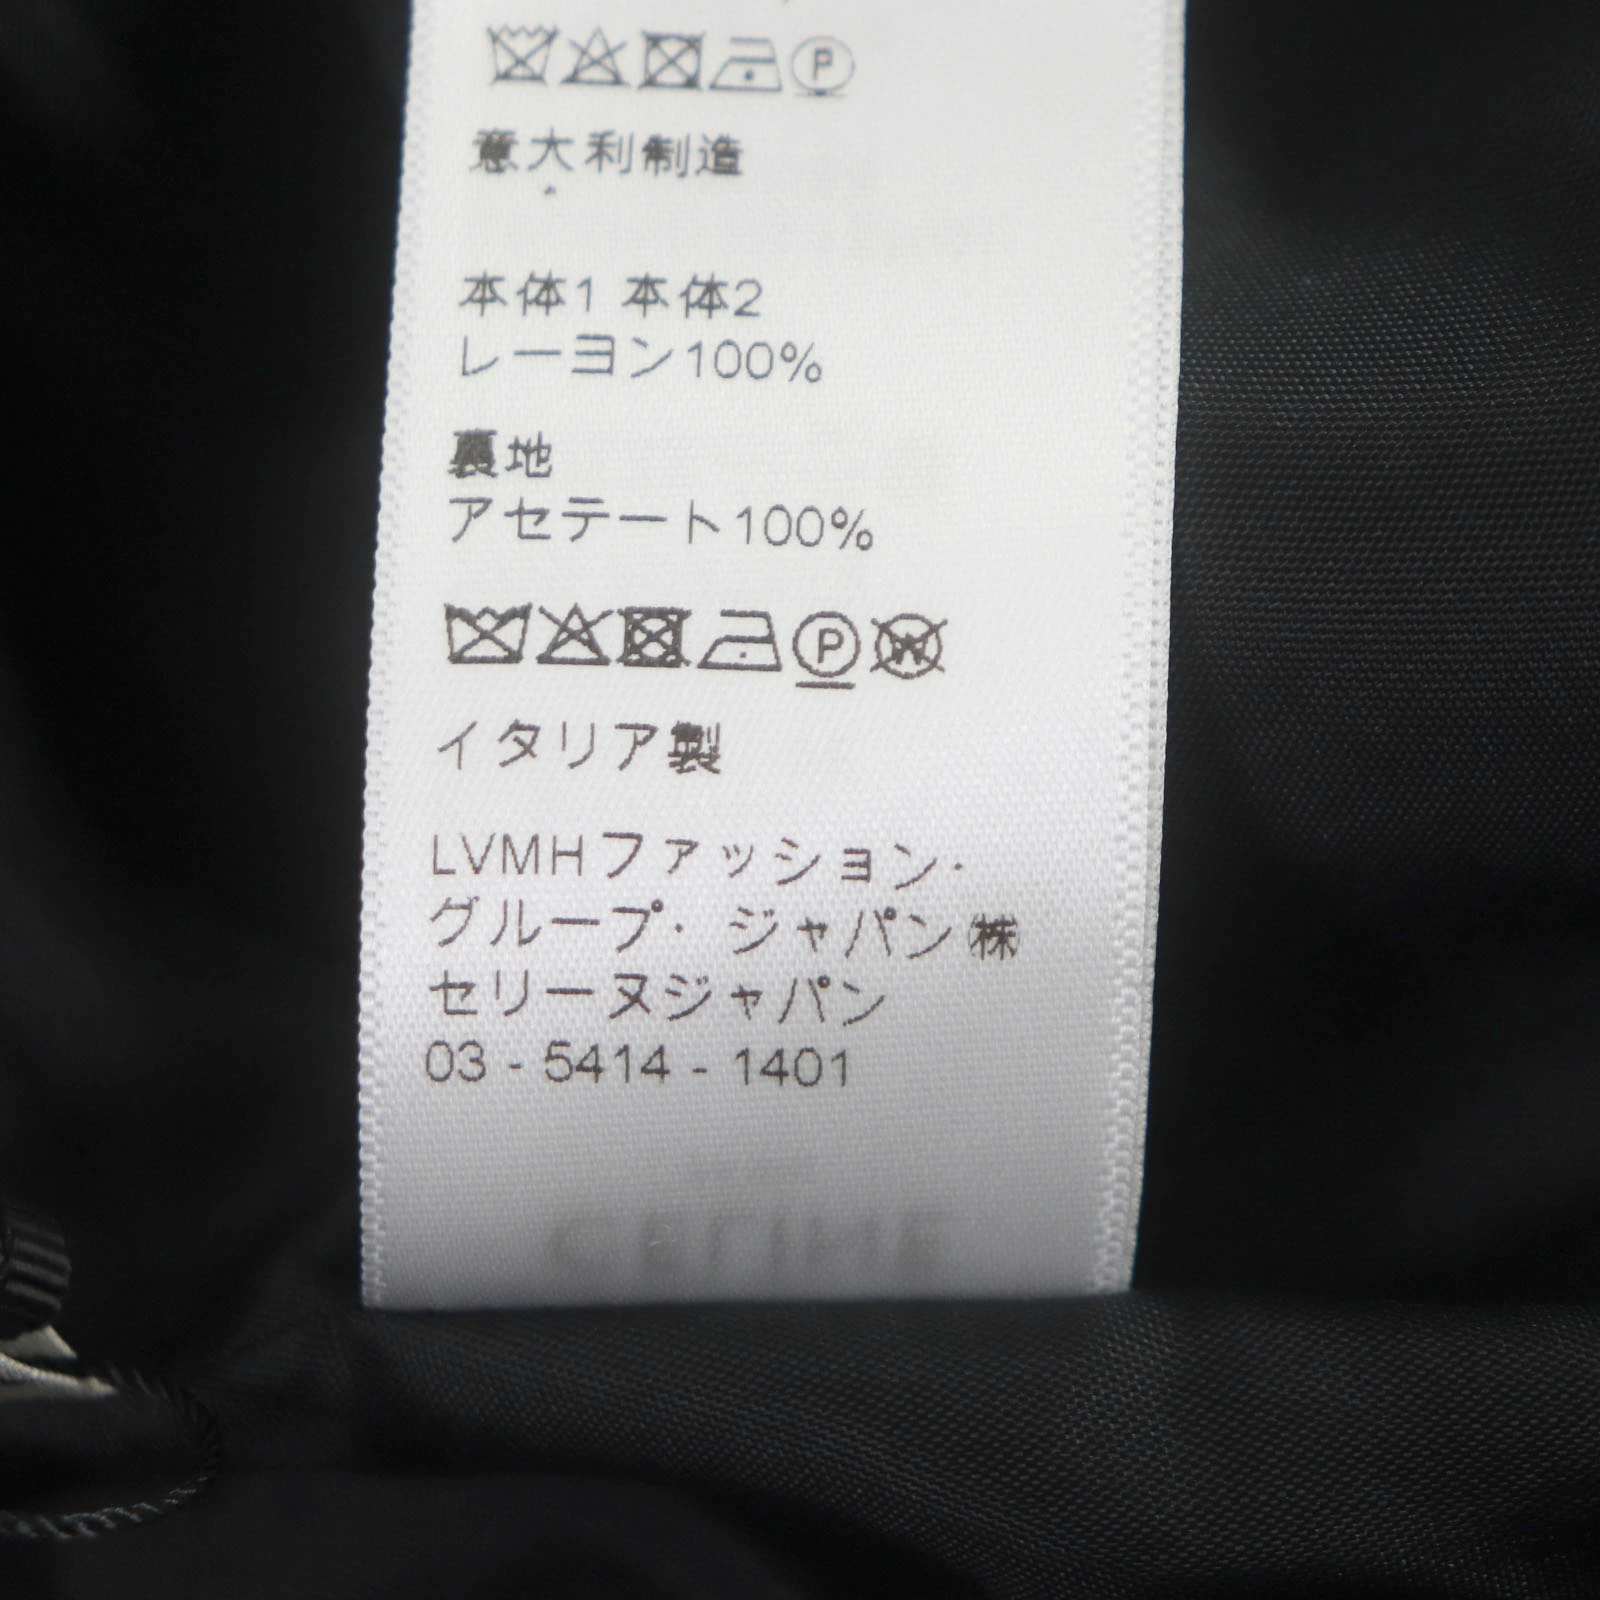 P
意大利制造
本体1 本体2
レーヨン100%
裏地
アセテート100%
P W
イタリア製
LVMHファッション・
グループ・ジャパン㈱
セリーヌジャパン
03 - 5414 - 1401